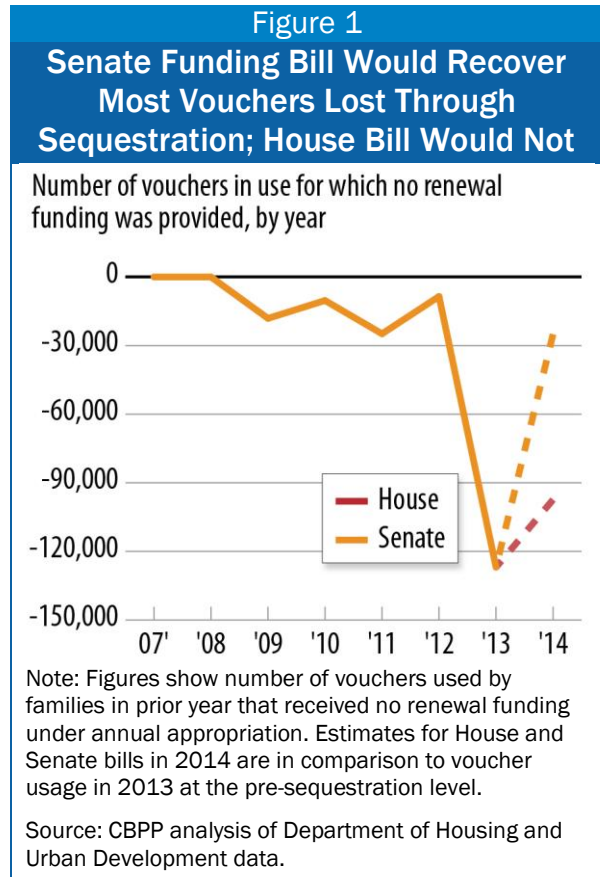 Figure 1
Senate Funding Bill Would Recover
Most Vouchers Lost Through
Sequestration; House Bill Would Not
Number of vouchers in use for which no renewal
funding was provided, by year
0
-30,000
-60,000
-90,000
-120,000
-150,000
House
Senate
07' '08 '09 '10 '11 '12 '13 '14
Note: Figures show number of vouchers used by
families in prior year that received no renewal funding
under annual appropriation. Estimates for House and
Senate bills in 2014 are in comparison to voucher
usage in 2013 at the pre-sequestration level.
Source: CBPP analysis of Department of Housing and
Urban Development data.